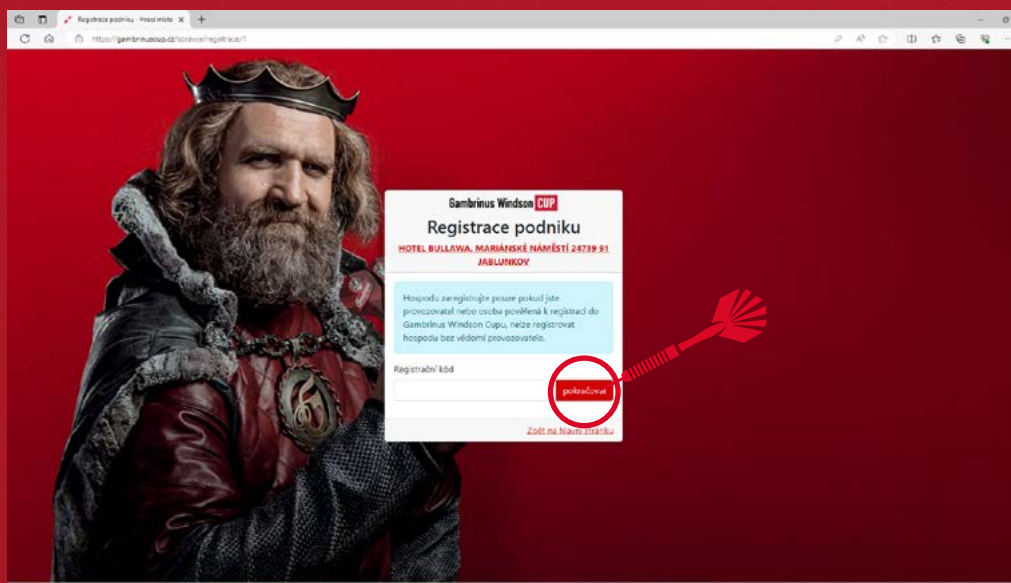 Registrace podniku - Hrací místo
https://gambrinuscup.cz/spravce/registrace/1
Gambrinus Windson CUP
Registrace podniku
HOTEL BULLAWA, MARIÁNSKÉ NÁMĚSTÍ 24739 91
JABLUNKOV
Hospodu zaregistrujte pouze pokud jste
provozovatel nebo osoba pověřená k registraci do
Gambrinus Windson Cupu, nelze registrovat
hospodu bez vědomí provozovatele.
Registrační kód
pokračovat
Zpět na hlavní stránku